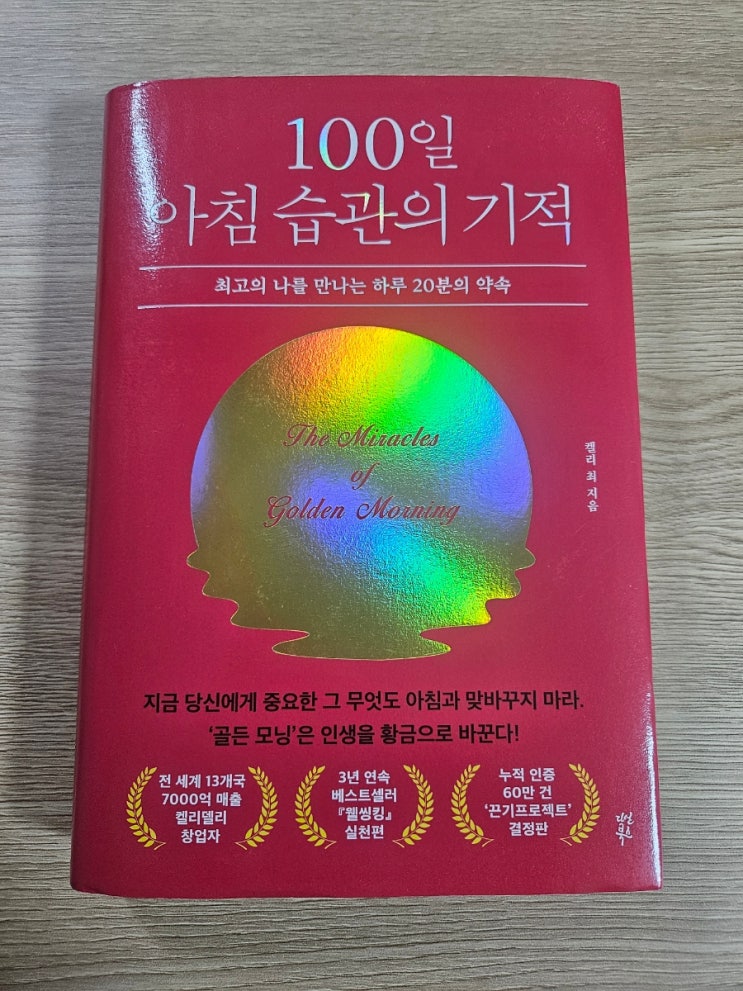 100일
아침 습관의 기적
최고의 나를 만나는 하루 20분의 약속
The Miracles
of
Golden Morning
켈리 최 지음
지금 당신에게 중요한 그 무엇도 아침과 맞바꾸지 마라.
‘골든 모닝’은 인생을 황금으로 바꾼다!
전 세계 13개국
7000억 매출
켈리델리
창업자
3년 연속
베스트셀러
『웰씽킹』
실천편
누적 인증
60만 건
‘끈기프로젝트’
결정판
다산
북스